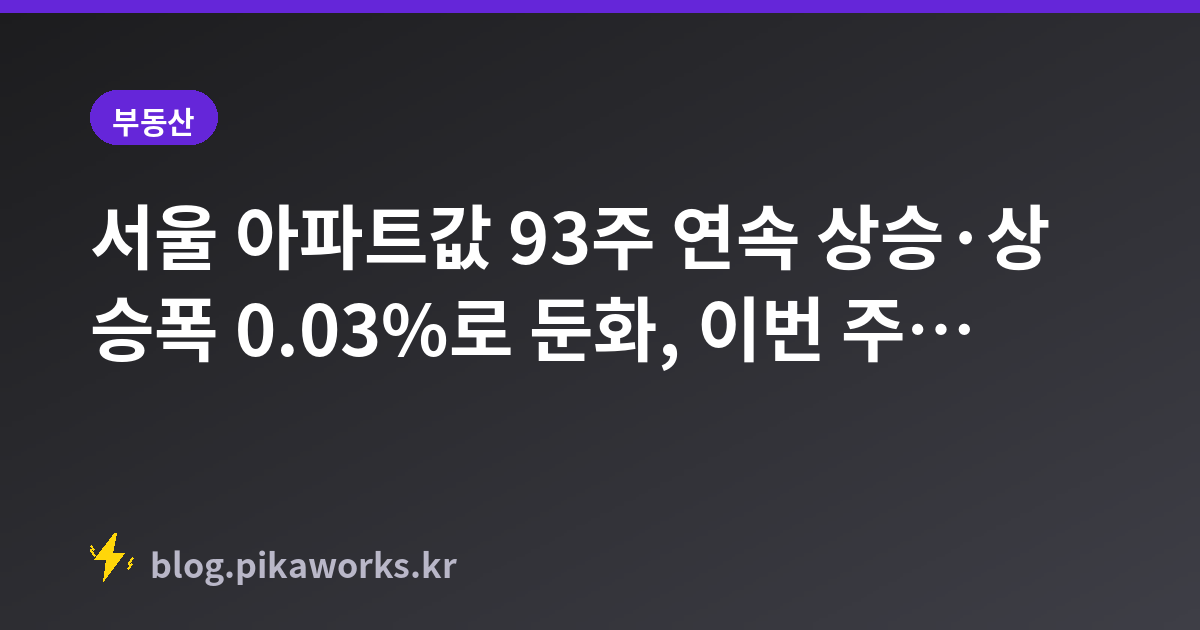 부동산
서울 아파트값 93주 연속 상승·상
승폭 0.03%로 둔화, 이번 주…
blog.pikaworks.kr